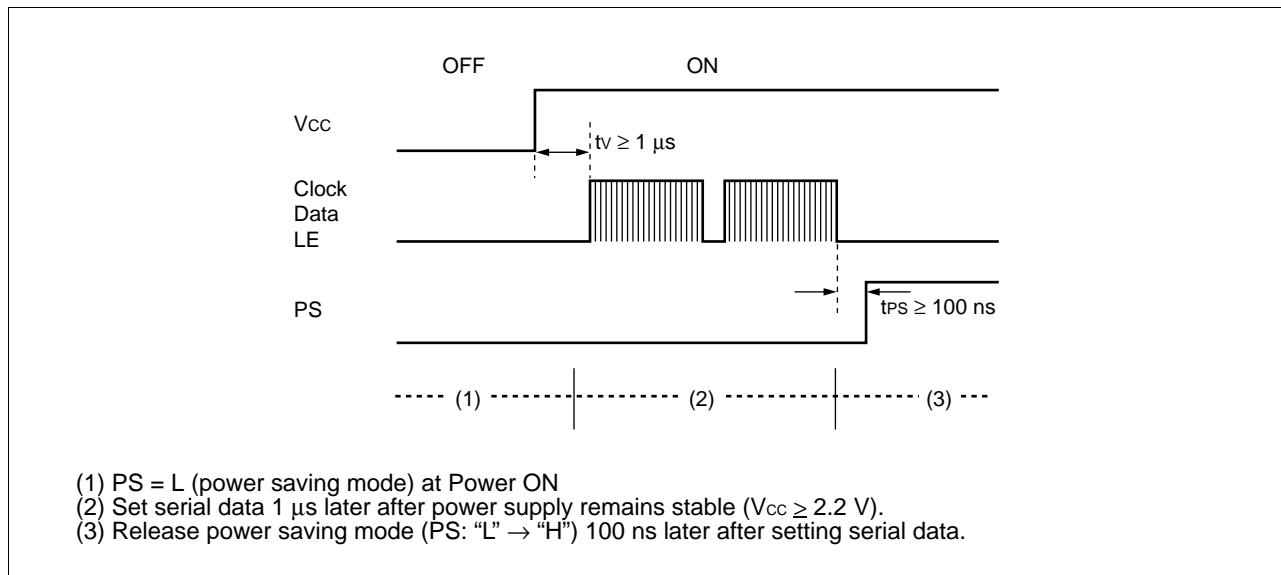 OFF ON
VCC
tV ≥ 1 μs
Clock
Data
LE
PS
tPS ≥ 100 ns
(1) (2) (3)
(1) PS = L (power saving mode) at Power ON
(2) Set serial data 1 μs later after power supply remains stable (VCC ≥ 2.2 V).
(3) Release power saving mode (PS: “L” → “H”) 100 ns later after setting serial data.